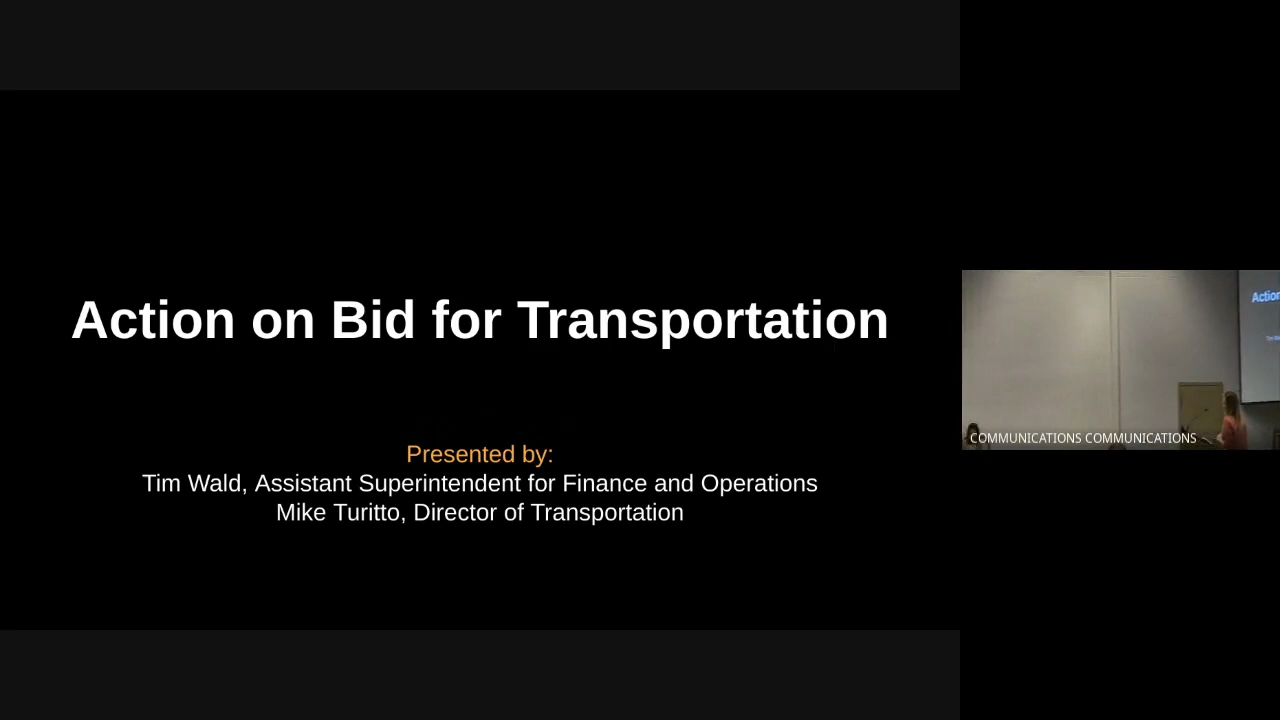 Action on Bid for Transportation
Presented by:
Tim Wald, Assistant Superintendent for Finance and Operations
Mike Turitto, Director of Transportation
Action
COMMUNICATIONS COMMUNICATIONS